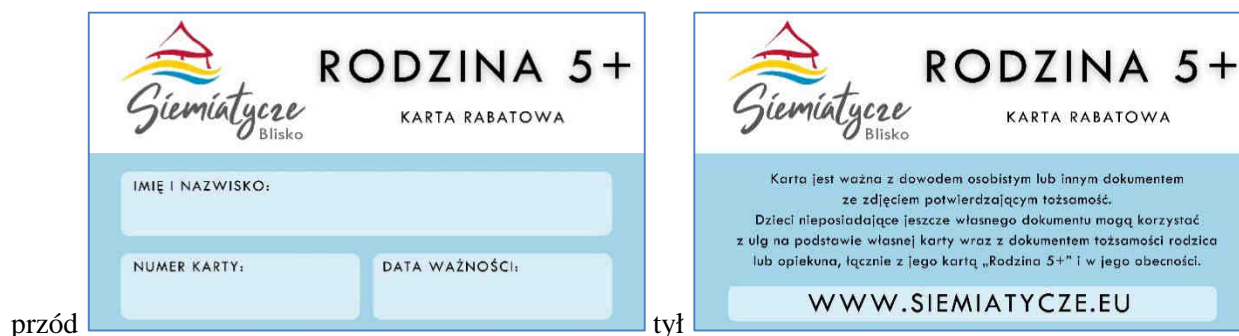 Siemiatycze
Blisko
RODZINA 5+
KARTA RABATOWA
IMIĘ I NAZWISKO:
NUMER KARTY:
DATA WAŻNOŚCI:
przód
Siemiatycze
Blisko
RODZINA 5+
KARTA RABATOWA
Karta jest ważna z dowodem osobistym lub innym dokumentem
ze zdjęciem potwierdzającym tożsamość.
Dzieci nieposiadające jeszcze własnego dokumentu mogą korzystać
z ulg na podstawie własnej karty wraz z dokumentem tożsamości rodzica
lub opiekuna, łącznie z jego kartą „Rodzina 5+" i w jego obecności.
WWW.SIEMIATYCZE.EU
tył